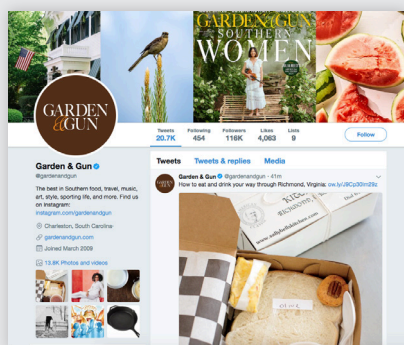 GARDEN & GUN
SOUTHERN
WOMEN
GARDEN
& GUN
Tweets Following Followers Likes Lists
20.7K 454 116K 4,063 9
Follow
Garden & Gun
@gardenandgun
The best in Southern food, travel, music,
art, style, sporting life, and more. Find us
on Instagram:
instagram.com/gardenandgun
Charleston, South Carolina
gardenandgun.com
Joined March 2009
13.8K Photos and videos
Tweets Tweets & replies Media
Garden & Gun @gardenandgun · 41m
How to eat and drink your way through Richmond, Virginia: